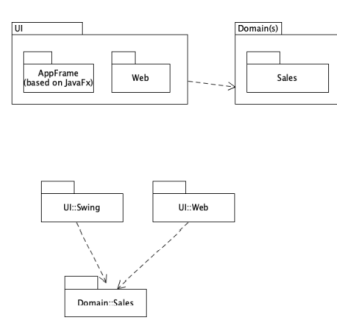 UI
Domain(s)
AppFrame
(based on JavaFx)
Web
Sales
UI::Swing
UI::Web
Domain::Sales